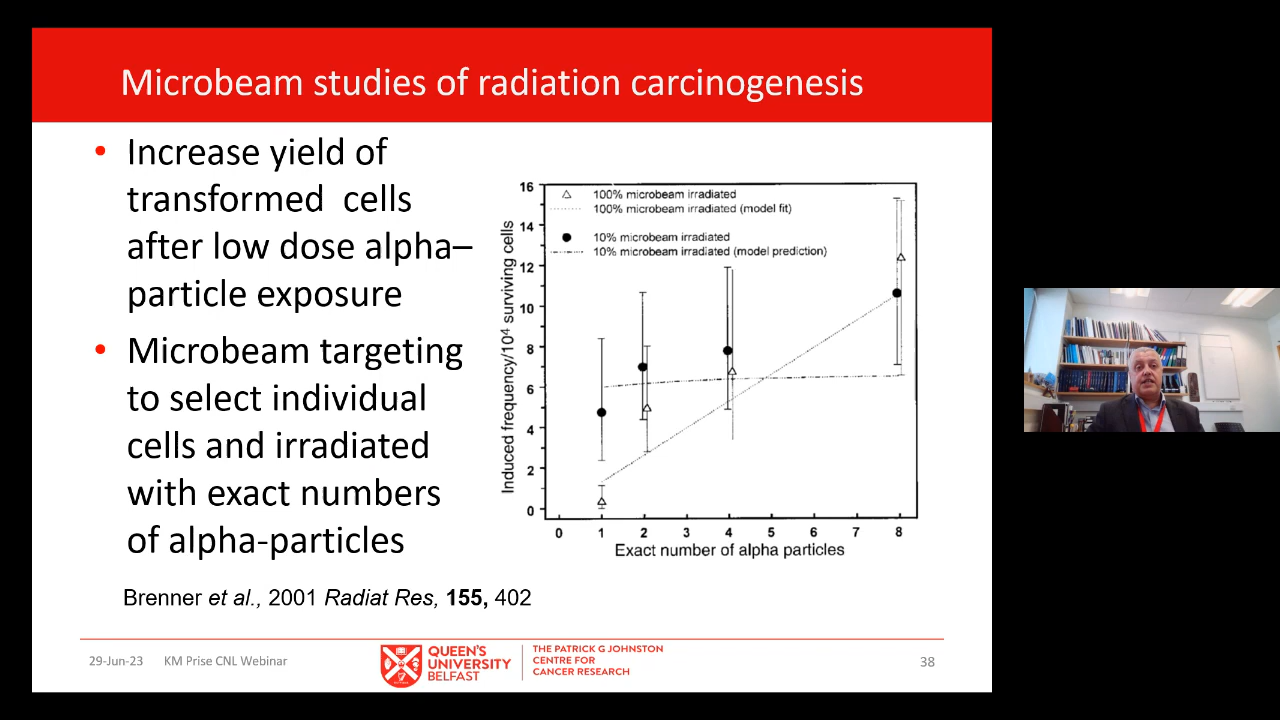 Microbeam studies of radiation carcinogenesis
• Increase yield of
transformed cells
after low dose alpha–
particle exposure
• Microbeam targeting
to select individual
cells and irradiated
with exact numbers
of alpha-particles
Induced frequency/10⁴ surviving cells
16
14
12
10
8
6
4
2
0
100% microbeam irradiated
100% microbeam irradiated (model fit)
10% microbeam irradiated
10% microbeam irradiated (model prediction)
0 1 2 3 4 5 6 7 8
Exact number of alpha particles
Brenner et al., 2001 Radiat Res, 155, 402
29-Jun-23
KM Prise CNL Webinar
QUEEN'S
UNIVERSITY
BELFAST
THE PATRICK G JOHNSTON
CENTRE FOR
CANCER RESEARCH
38